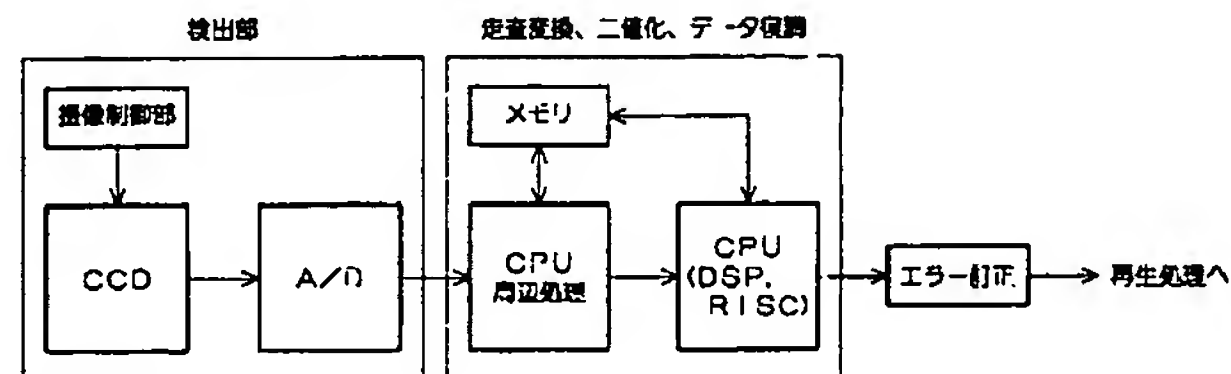 検出部
走査変換、二値化、データ復調
撮像制御部
メモリ
CCD
A/D
CPU
周辺処理
CPU
(DSP,
RISC)
エラー訂正
再生処理へ